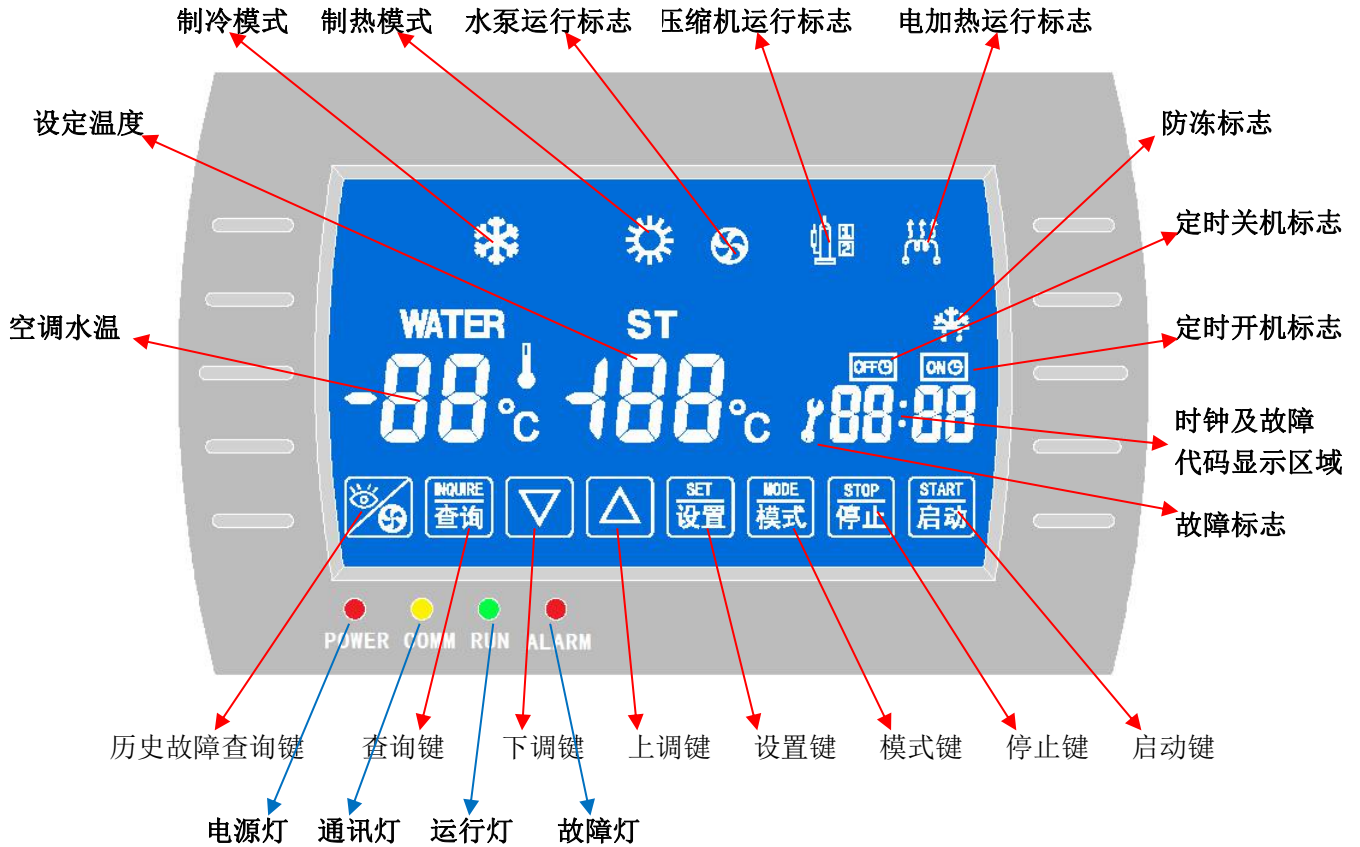 制冷模式 制热模式 水泵运行标志 压缩机运行标志 电加热运行标志
设定温度
防冻标志
定时关机标志
空调水温
定时开机标志
时钟及故障
代码显示区域
故障标志
1
2
WATER ST
OFF ON
-88°C -188°C 88:88
INQUIRE SET MODE STOP START
查询 设置 模式 停止 启动
POWER COMM RUN ALARM
历史故障查询键 查询键 下调键 上调键 设置键 模式键 停止键 启动键
电源灯 通讯灯 运行灯 故障灯